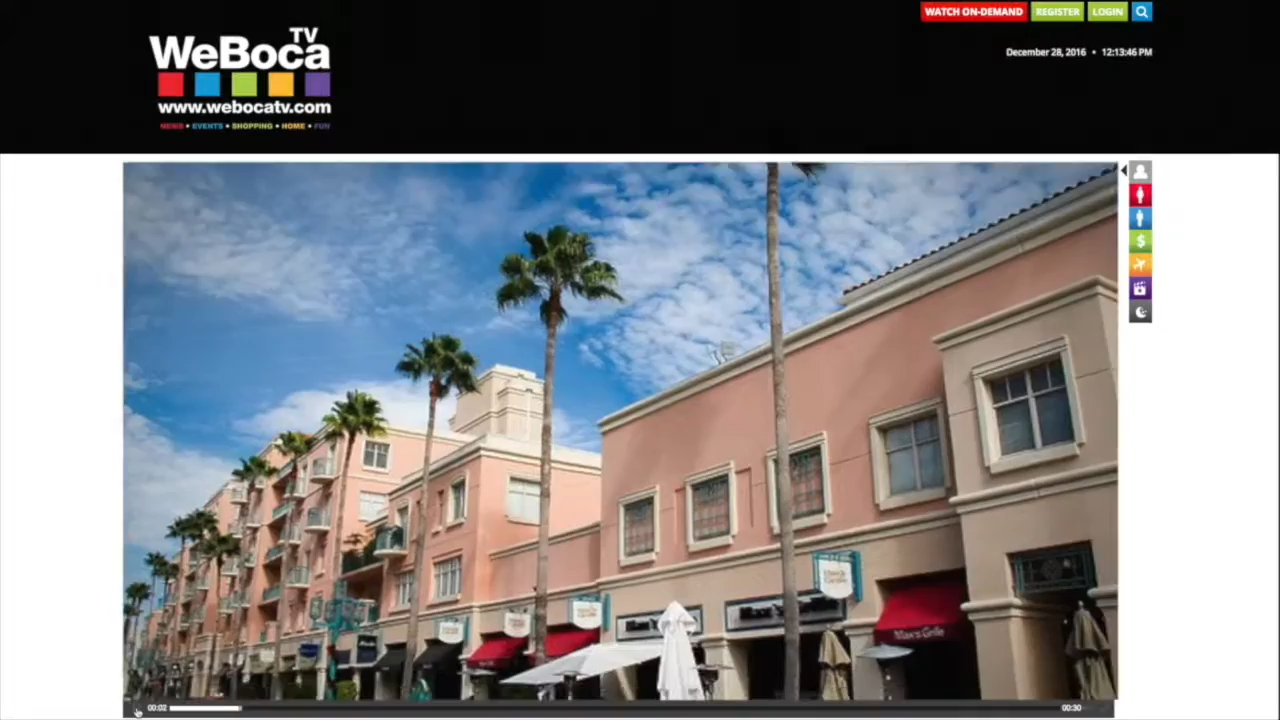 WATCH ON-DEMAND REGISTER LOGIN
TV
WeBoca
December 28, 2016 • 12:13:46 PM
www.webocatv.com
NEWS • EVENTS • SHOPPING • HOME • FUN
$
Max's Grille
00:02 00:30